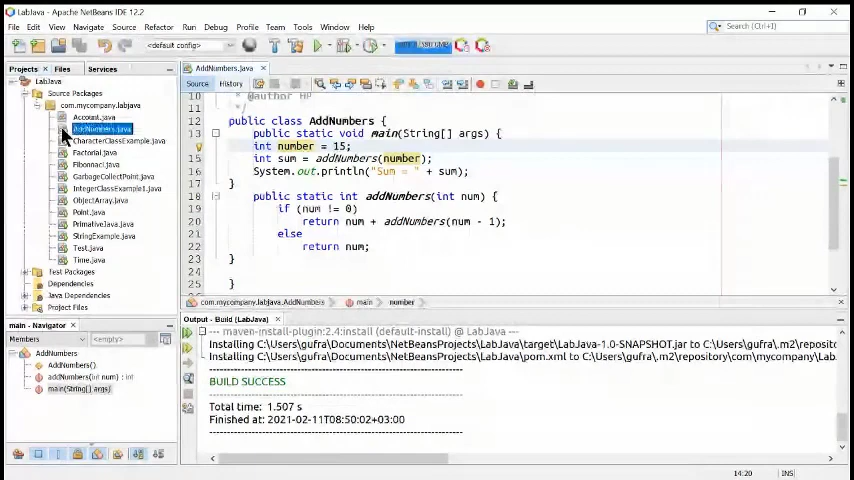 LabJava - Apache NetBeans IDE 12.2
File Edit View Navigate Source Refactor Run Debug Profile Team Tools Window Help
Search (Ctrl+I)
<default config>
Projects Files Services
LabJava
Source Packages
com.mycompany.labjava
Account.java
AddNumbers.java
CharacterClassExample.java
Factorial.java
Fibonnaci.java
GarbageCollectPoint.java
IntegerClassExample1.java
ObjectArray.java
Point.java
PrimativeJava.java
StringExample.java
Test.java
Time.java
Test Packages
Dependencies
Java Dependencies
Project Files
main - Navigator
Members <empty>
AddNumbers
AddNumbers()
addNumbers(int num) : int
main(String[] args)
AddNumbers.java
Source History
10 * @author HP
11 */
12 public class AddNumbers {
13 public static void main(String[] args) {
int number = 15;
15 int sum = addNumbers(number);
16 System.out.println("Sum = " + sum);
17 }
18 public static int addNumbers(int num) {
19 if (num != 0)
20 return num + addNumbers(num - 1);
21 else
22 return num;
23 }
24
25 }
com.mycompany.labjava.AddNumbers main number
Output - Build (LabJava)
--- maven-install-plugin:2.4:install (default-install) @ LabJava ---
Installing C:\Users\gufra\Documents\NetBeansProjects\LabJava\target\LabJava-1.0-SNAPSHOT.jar to C:\Users\gufra\.m2\reposito
Installing C:\Users\gufra\Documents\NetBeansProjects\LabJava\pom.xml to C:\Users\gufra\.m2\repository\com\mycompany\Lab
BUILD SUCCESS
Total time: 1.507 s
Finished at: 2021-02-11T08:50:02+03:00
14:20 INS